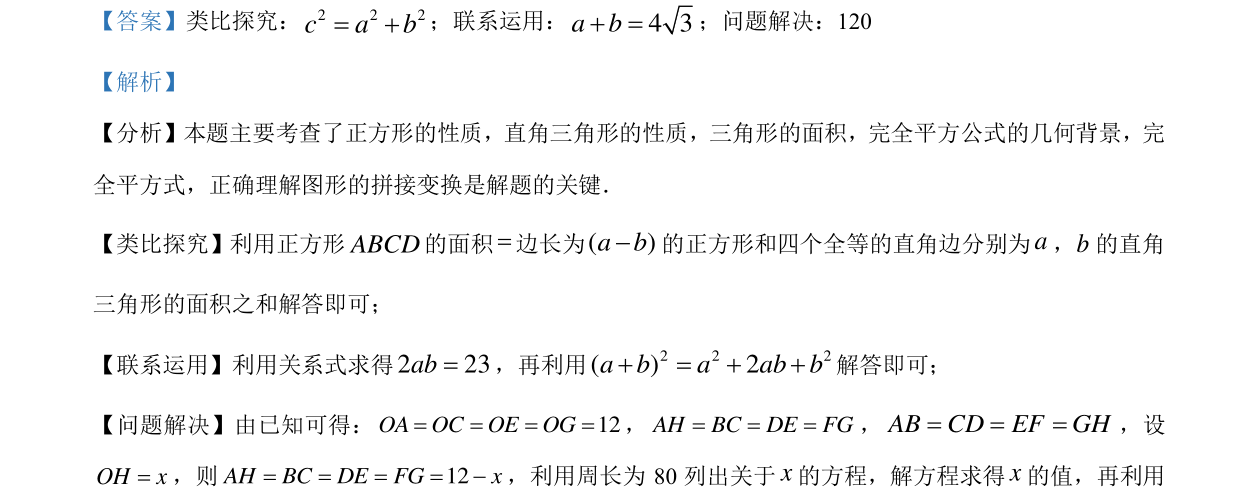 【答案】类比探究：c² = a² + b²；联系运用：a + b = 4√3；问题解决：120
【解析】
【分析】本题主要考查了正方形的性质，直角三角形的性质，三角形的面积，完全平方公式的几何背景，完
全平方式，正确理解图形的拼接变换是解题的关键．
【类比探究】利用正方形 ABCD 的面积＝边长为 (a − b) 的正方形和四个全等的直角边分别为 a，b 的直角
三角形的面积之和解答即可；
【联系运用】利用关系式求得 2ab = 23，再利用 (a + b)² = a² + 2ab + b² 解答即可；
【问题解决】由已知可得：OA = OC = OE = OG = 12，AH = BC = DE = FG，AB = CD = EF = GH，设
OH = x，则 AH = BC = DE = FG = 12 − x，利用周长为 80 列出关于 x 的方程，解方程求得 x 的值，再利用